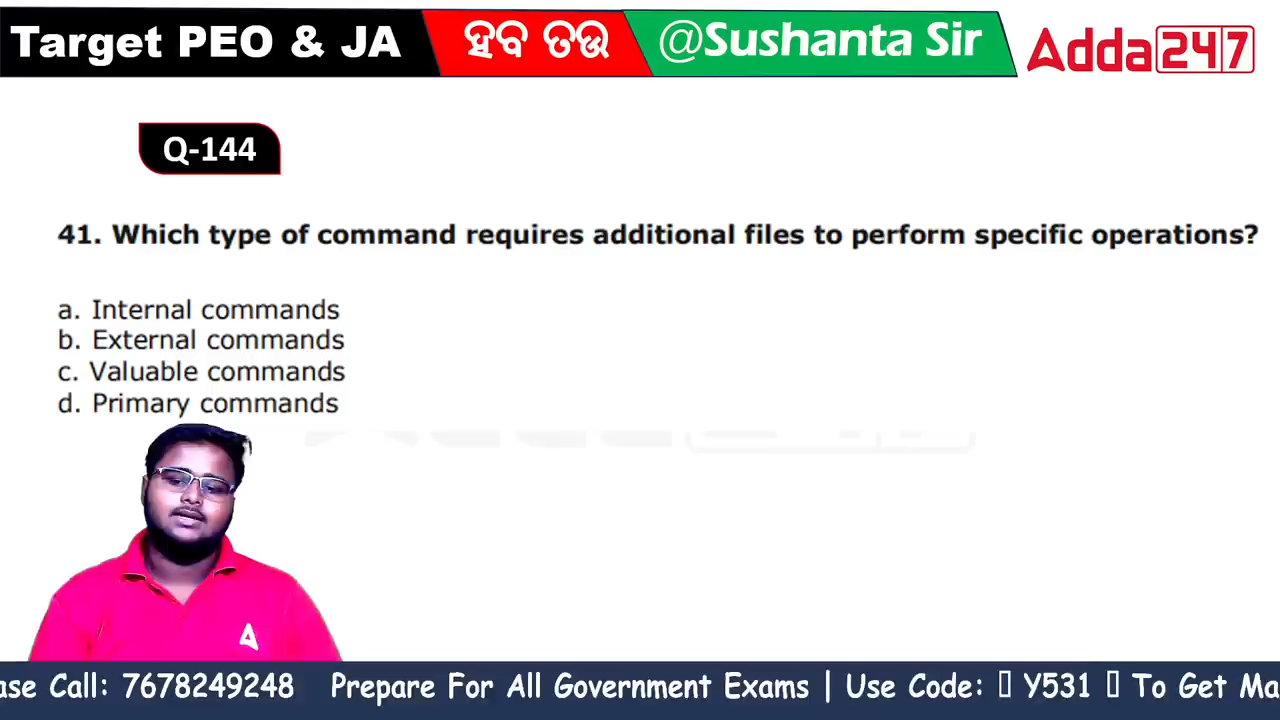 Target PEO & JA ହବ ତଉ @Sushanta Sir Adda247
Q-144
41. Which type of command requires additional files to perform specific operations?
a. Internal commands
b. External commands
c. Valuable commands
d. Primary commands
ase Call: 7678249248 Prepare For All Government Exams | Use Code: Y531 To Get Ma